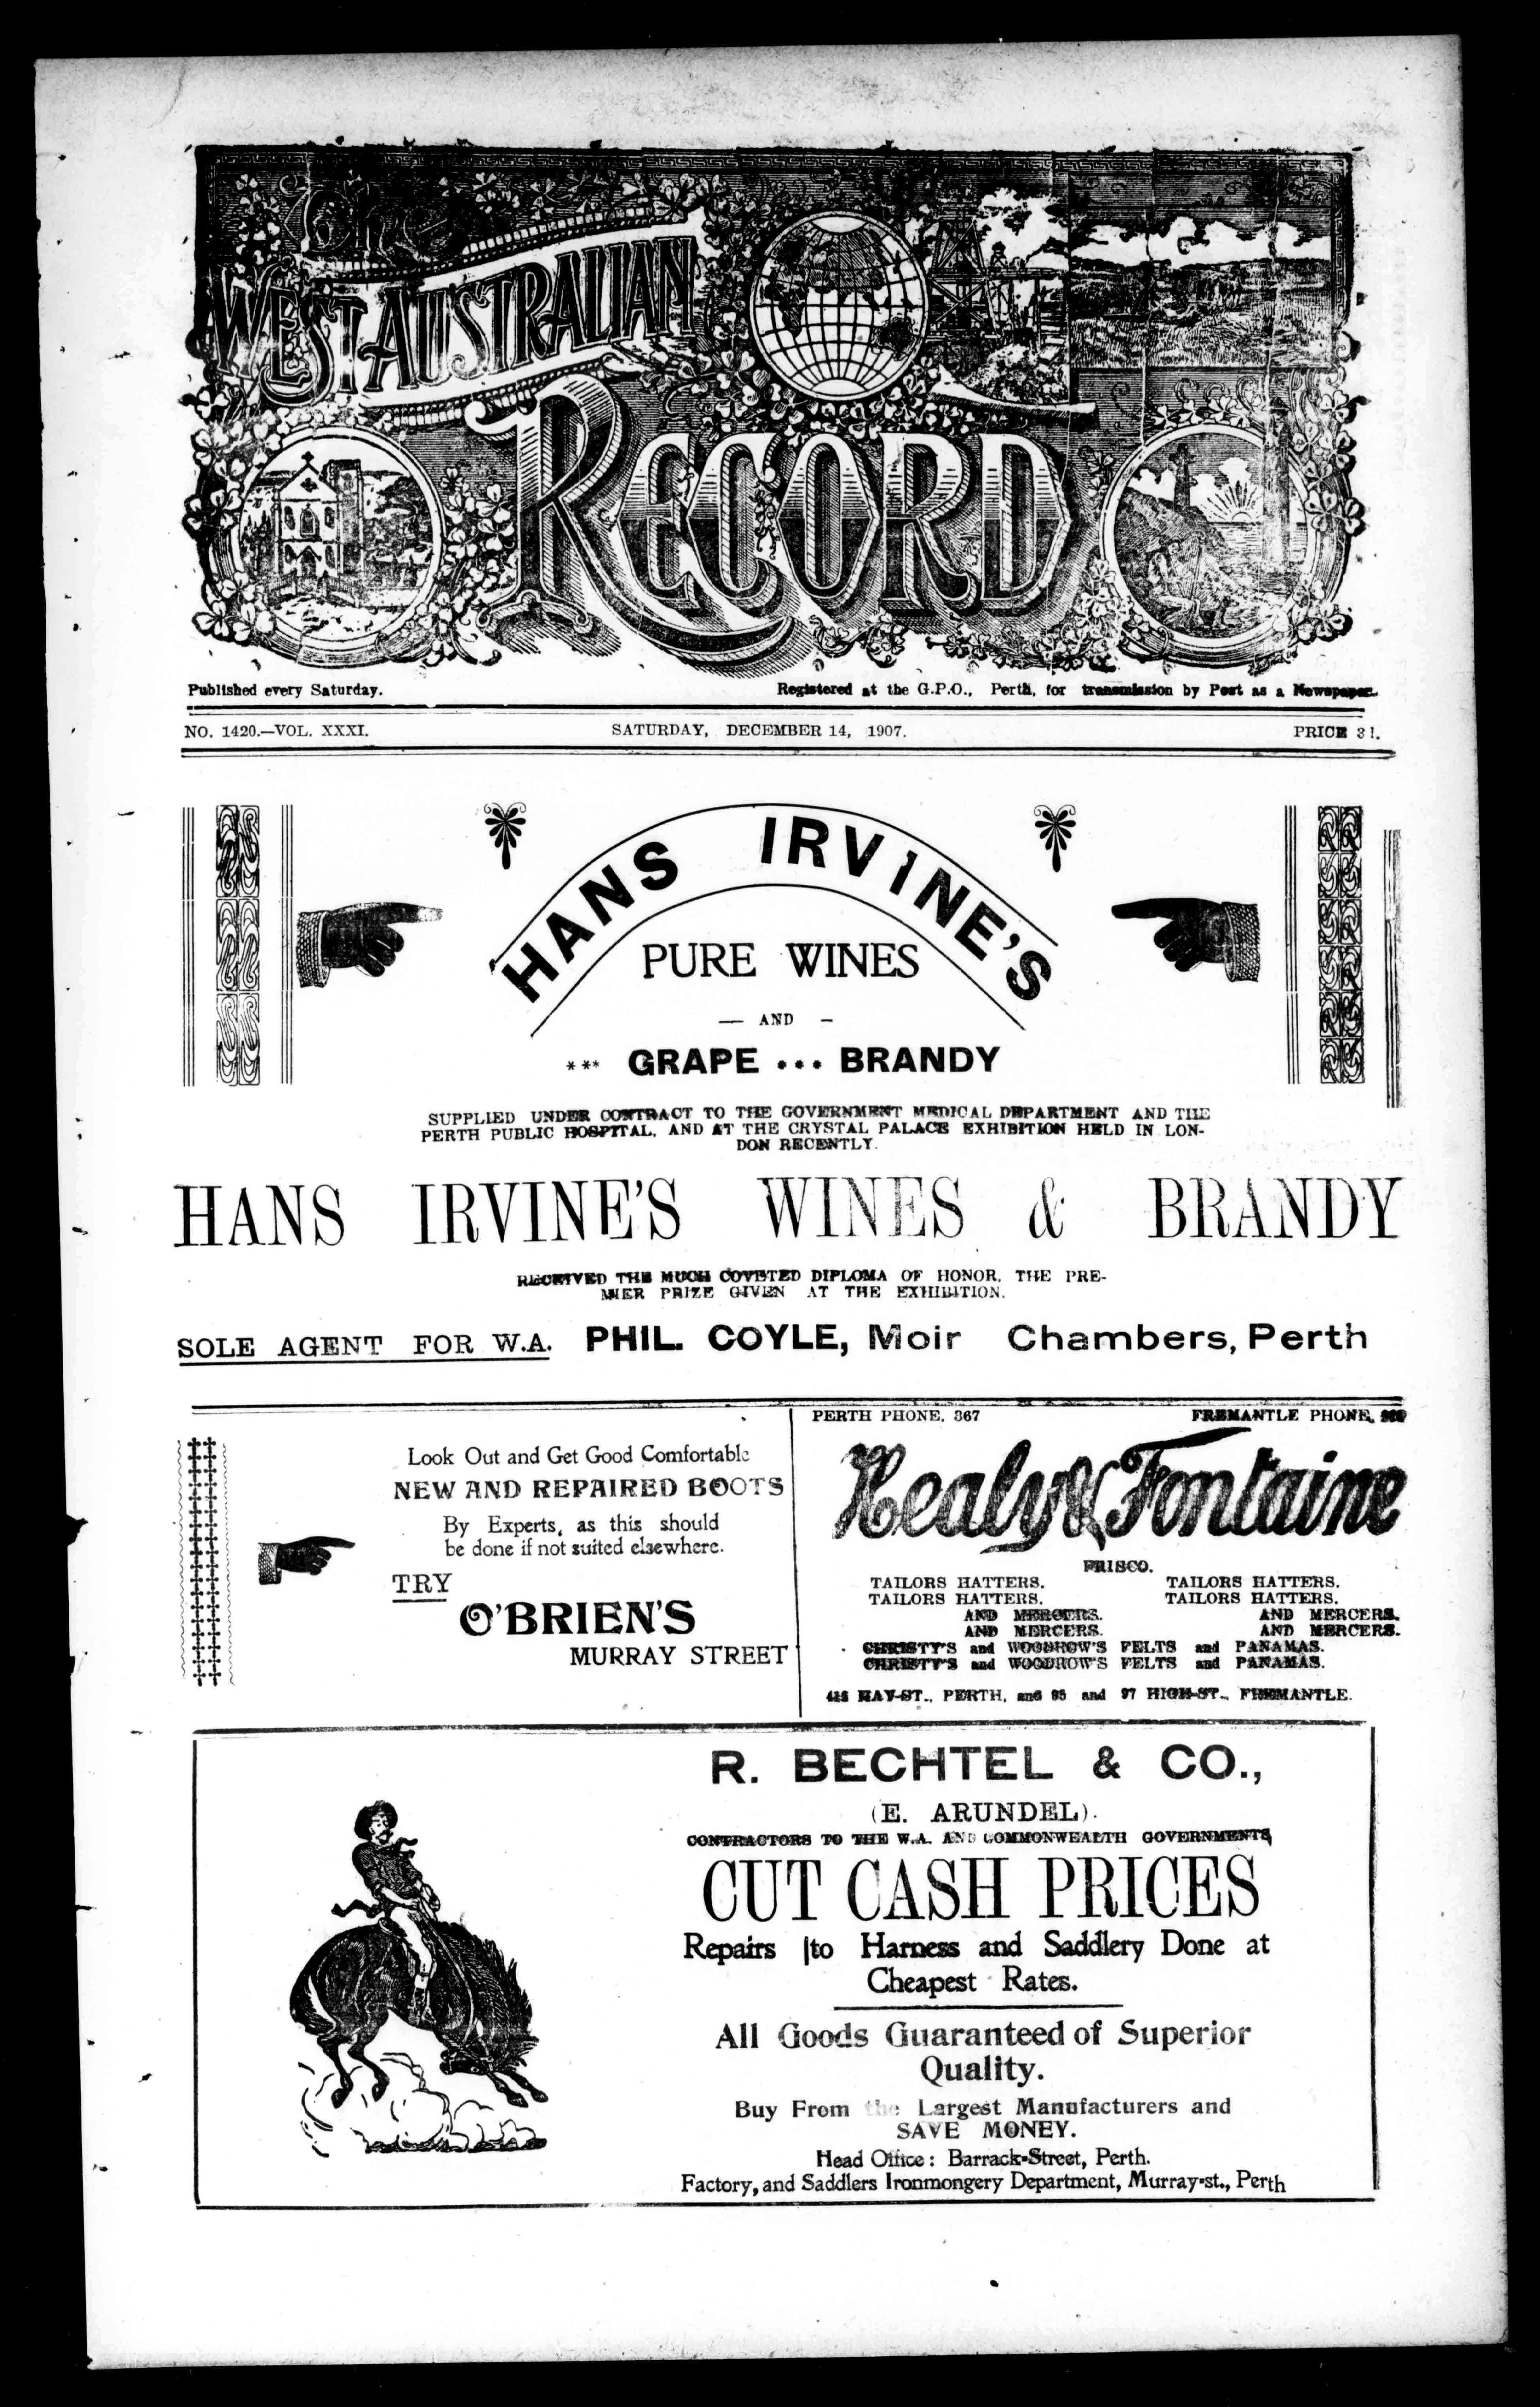 The
WEST AUSTRALIAN
RECORD
Published every Saturday.
Registered at the G.P.O., Perth, for transmission by Post as a Newspaper.
NO. 1420.—VOL. XXXI.
SATURDAY, DECEMBER 14, 1907.
PRICE 3
HANS IRVINE'S
PURE WINES
— AND -
*** GRAPE ... BRANDY
SUPPLIED UNDER CONTRACT TO THE GOVERNMENT MEDICAL DEPARTMENT AND THE
PERTH PUBLIC HOSPITAL, AND AT THE CRYSTAL PALACE EXHIBITION HELD IN LON-
DON RECENTLY.
HANS IRVINE'S WINES & BRANDY
RECEIVED THE MUCH COVETED DIPLOMA OF HONOR, THE PRE-
MIER PRIZE GIVEN AT THE EXHIBITION.
SOLE AGENT FOR W.A. PHIL. COYLE, Moir Chambers, Perth
Look Out and Get Good Comfortable
NEW AND REPAIRED BOOTS
By Experts, as this should
be done if not suited elsewhere.
TRY
O'BRIEN'S
MURRAY STREET
PERTH PHONE. 367
FREMANTLE PHONE,
Healy & Fontaine
FRISCO.
TAILORS HATTERS. TAILORS HATTERS.
TAILORS HATTERS. TAILORS HATTERS.
AND MERCERS. AND MERCERS.
AND MERCERS. AND MERCERS.
CHRISTY'S and WOODROW'S FELTS and PANAMAS.
CHRISTY'S and WOODROW'S FELTS and PANAMAS.
HAY-ST., PERTH, and 95 and 97 HIGH-ST., FREMANTLE.
R. BECHTEL & CO.,
(E. ARUNDEL).
CONTRACTORS TO THE W.A. AND COMMONWEALTH GOVERNMENTS,
CUT CASH PRICES
Repairs to Harness and Saddlery Done at
Cheapest Rates.
All Goods Guaranteed of Superior
Quality.
Buy From the Largest Manufacturers and
SAVE MONEY.
Head Office: Barrack-Street, Perth.
Factory, and Saddlers Ironmongery Department, Murray-st., Perth